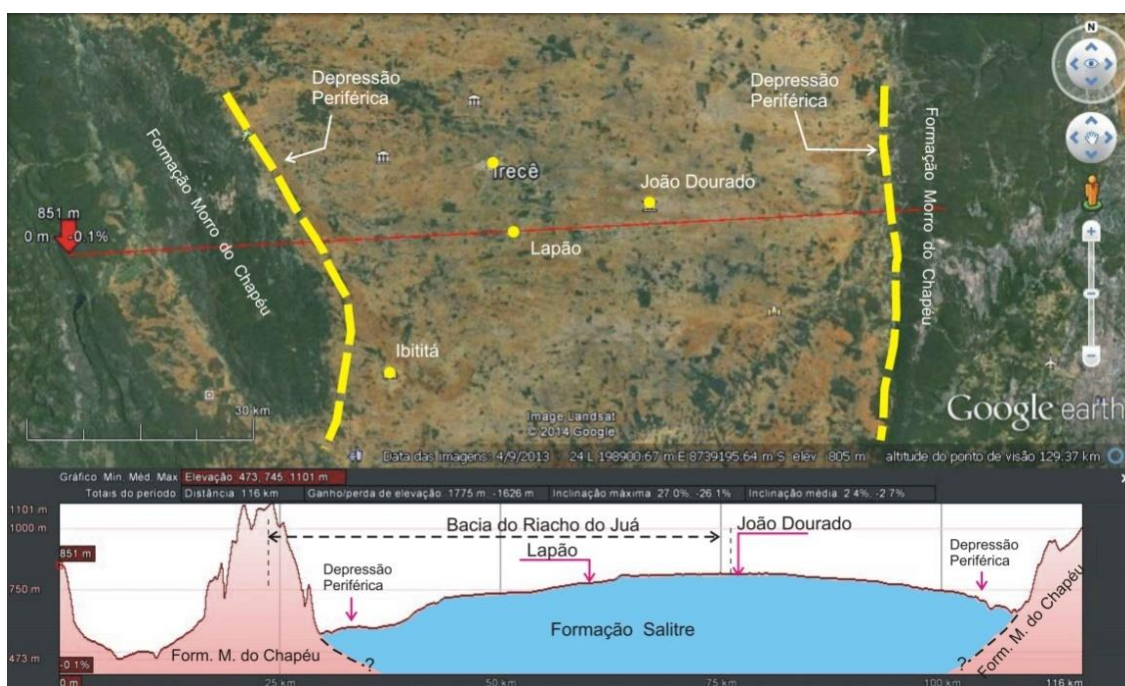 N
Depressão
Periférica
Depressão
Periférica
Formação Morro do Chapéu
Formação Morro do Chapéu
Irecê
João Dourado
851 m
0 m -0.1%
Lapão
Ibititá
30 km
Image Landsat
© 2014 Google
Google earth
Data das imagens: 4/9/2013 24 L 198900.67 m E 8739195.64 m S elev 805 m altitude do ponto de visão 129.37 km
Gráfico Min. Méd. Max Elevação 473, 745, 1101 m
Totais do período Distância 116 km Ganho/perda de elevação 1775 m, -1626 m Inclinação máxima 27.0%, -26.1% Inclinação média 2.4%, -2.7%
1101 m
1000 m
Bacia do Riacho do Juá
João Dourado
851 m
Lapão
Depressão
Periférica
Depressão
Periférica
750 m
Formação Salitre
Form. M. do Chapéu
Form. M. do Chapéu
?
?
473 m
-0.1%
0 m
25 km
50 km
75 km
100 km
116 km